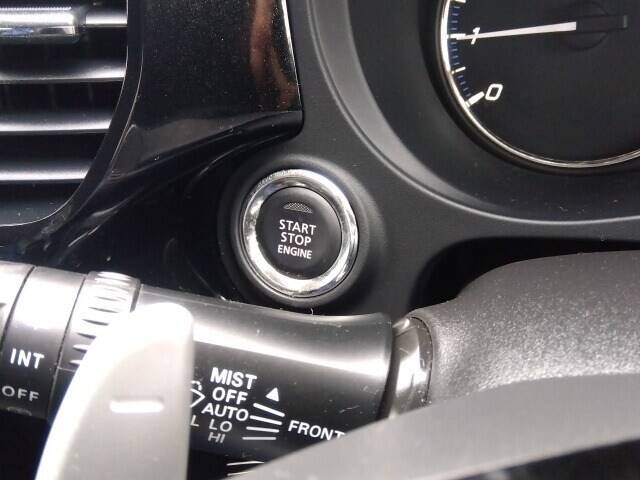 1
0
START
STOP
ENGINE
INT
OFF
MIST
OFF
AUTO
LO
HI
FRONT